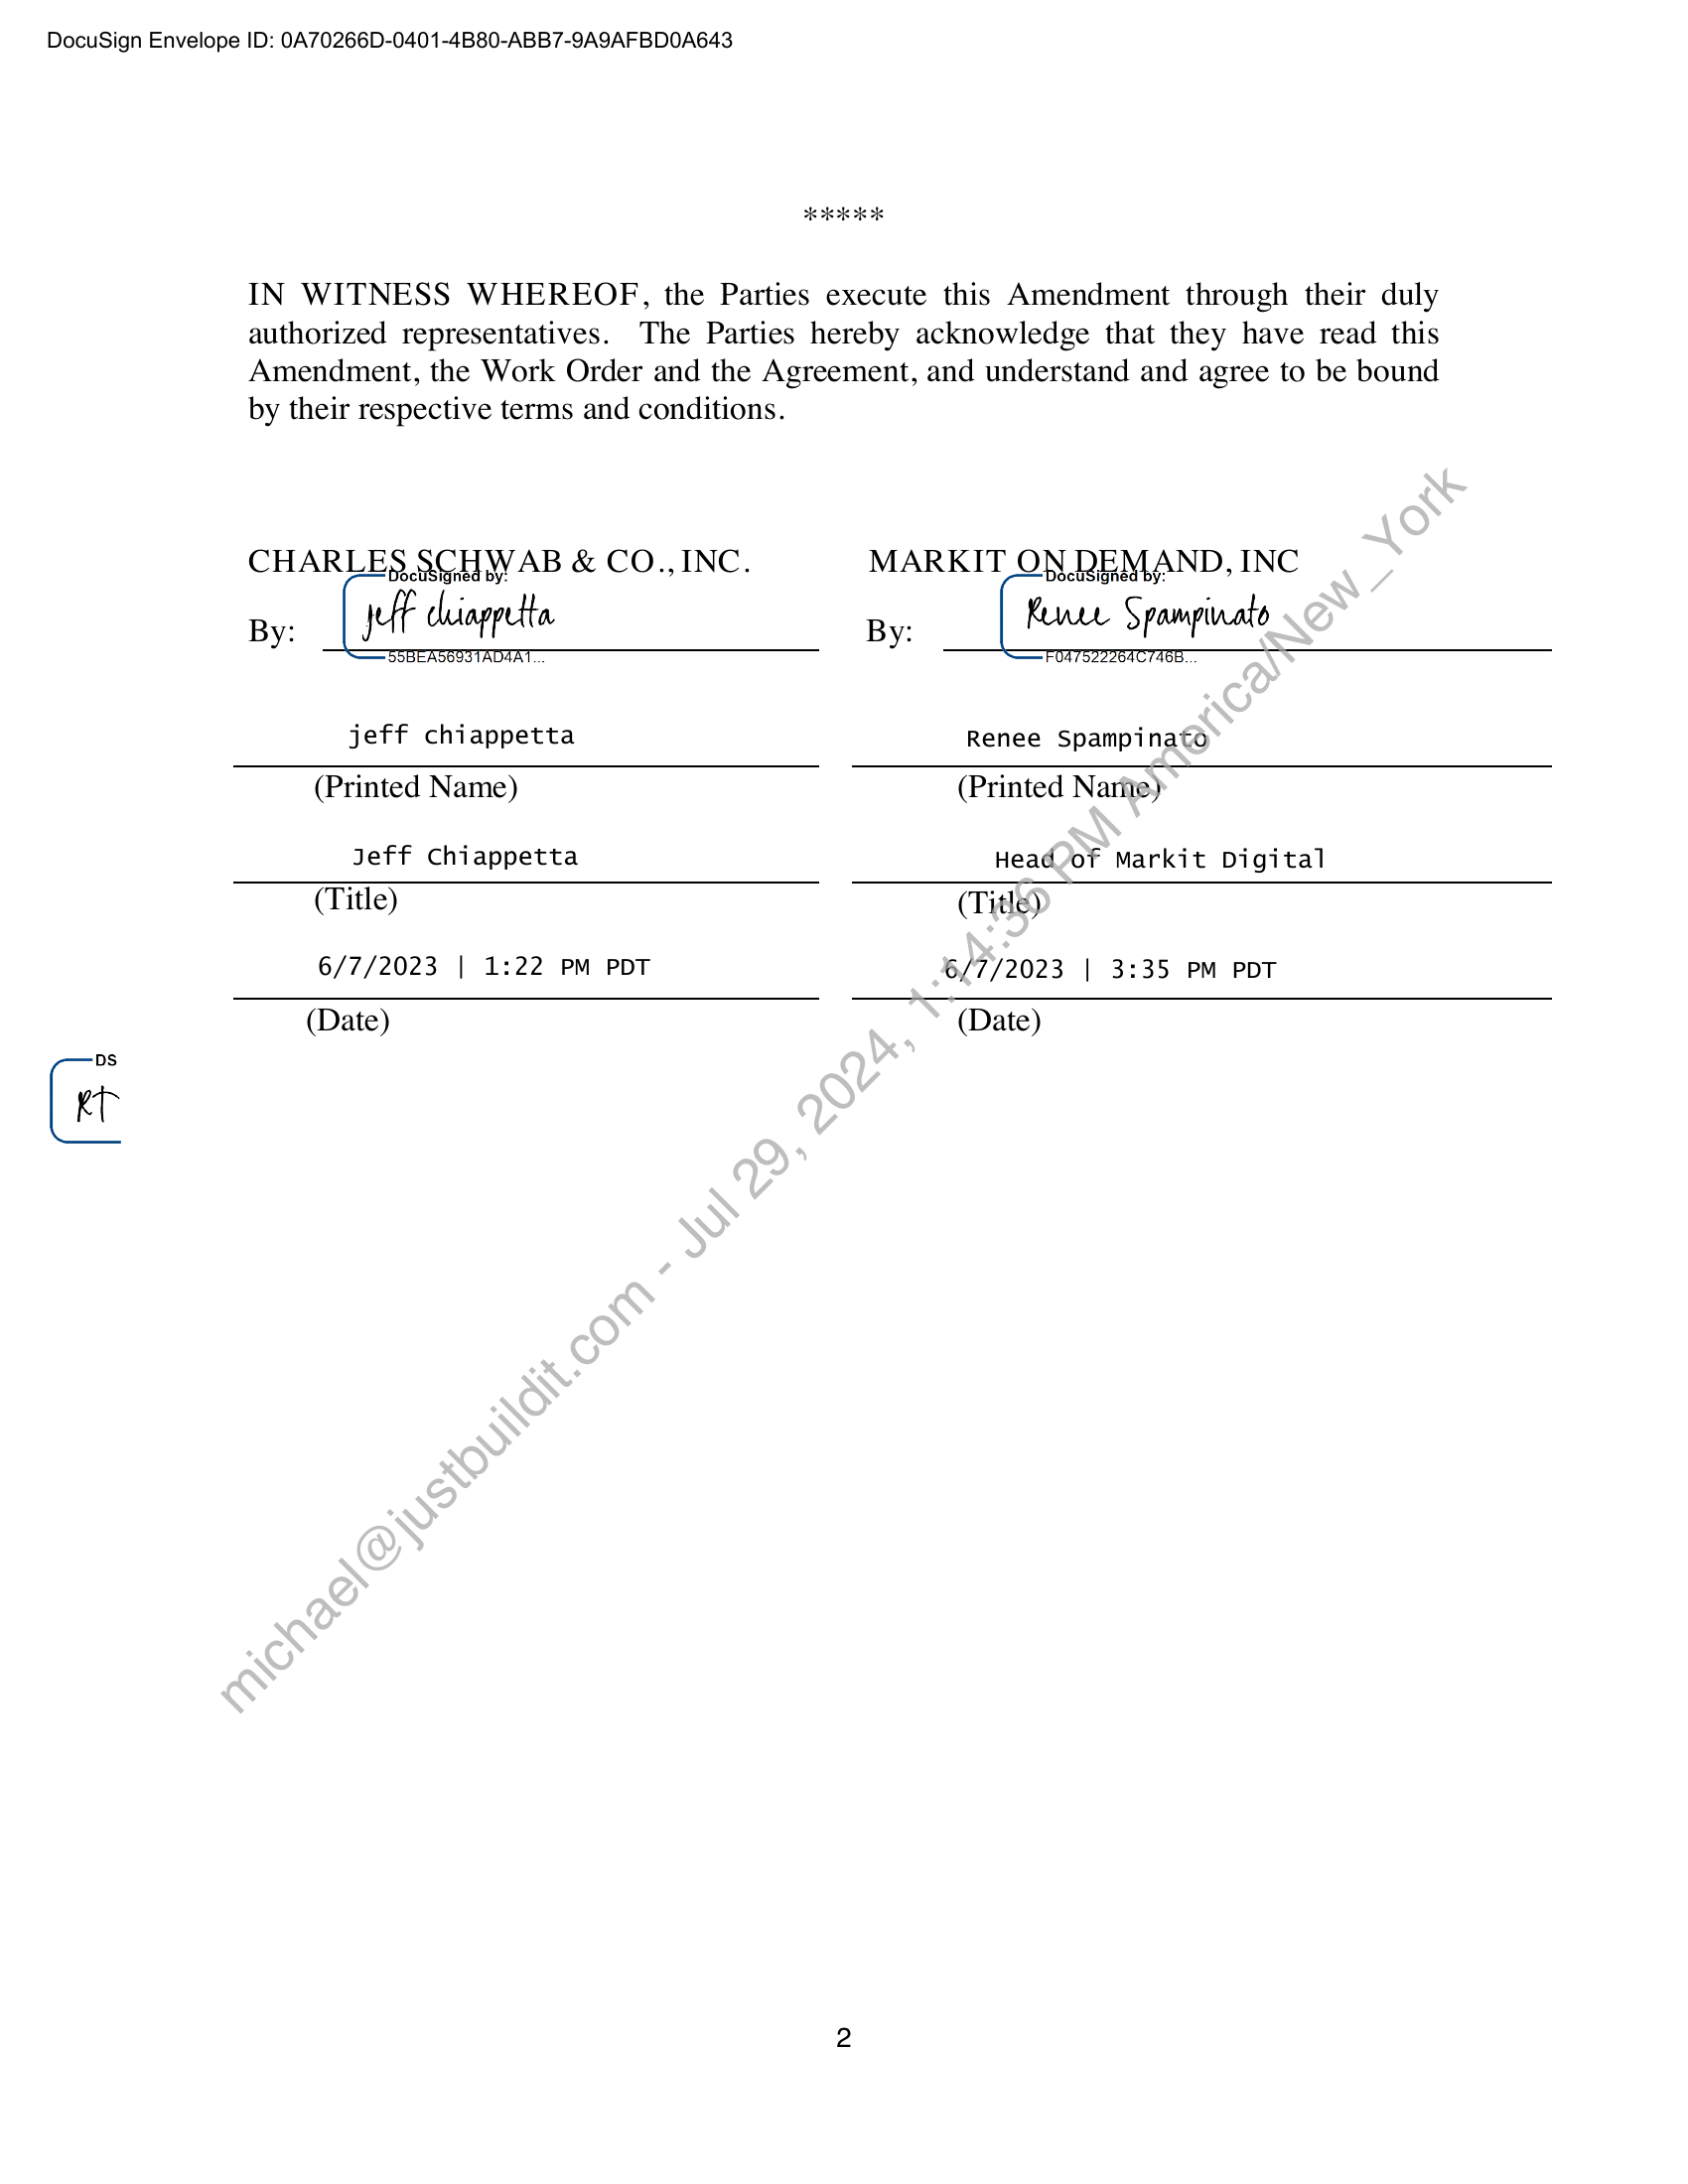 DocuSign Envelope ID: 0A70266D-0401-4B80-ABB7-9A9AFBD0A643
*****
IN WITNESS WHEREOF, the Parties execute this Amendment through their duly
authorized representatives. The Parties hereby acknowledge that they have read this
Amendment, the Work Order and the Agreement, and understand and agree to be bound
by their respective terms and conditions.
CHARLES SCHWAB & CO., INC.
DocuSigned by:
By: jeff chiappetta
55BEA56931AD4A1...
jeff chiappetta
(Printed Name)
Jeff Chiappetta
(Title)
6/7/2023 | 1:22 PM PDT
(Date)
MARKIT ON DEMAND, INC
DocuSigned by:
By: Renee Spampinato
F047522264C746B...
Renee Spampinato
(Printed Name)
Head of Markit Digital
(Title)
6/7/2023 | 3:35 PM PDT
(Date)
DS
RT
michael@justbuildit.com - Jul 29, 2024, 1:14:36 PM America/New_York
2